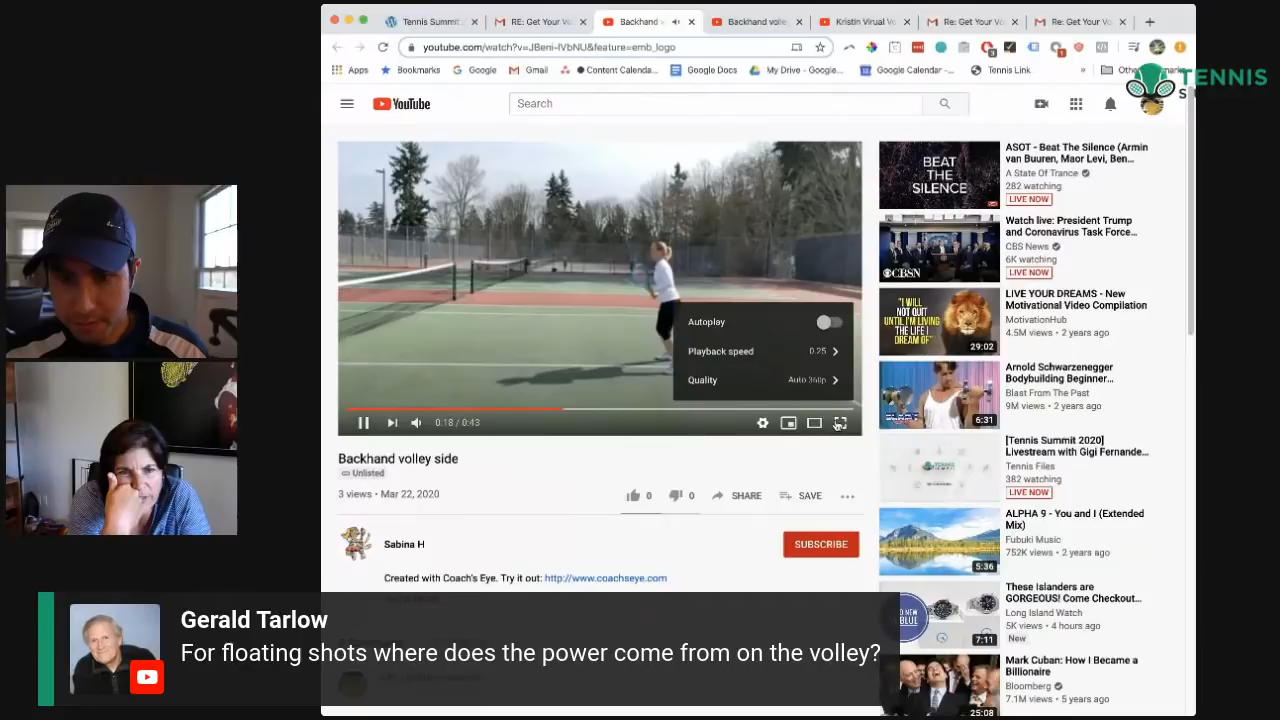 Tennis Summit
RE: Get Your Vo
Backhand
Backhand volle
Kristin Virual Vo
Re: Get Your Vo
Re: Get Your Vo
youtube.com/watch?v=JBeni-IVbNU&feature=emb_logo
Apps
Bookmarks
Google
Gmail
Content Calenda...
Google Docs
My Drive - Google...
Google Calendar -...
Tennis Link
»
TENNIS
YouTube
Search
Autoplay
Playback speed
0.25
Quality
Auto 360p
0:18 / 0:43
Backhand volley side
Unlisted
3 views • Mar 22, 2020
0
0
SHARE
SAVE
Sabina H
SUBSCRIBE
Created with Coach's Eye. Try it out: http://www.coachseye.com
BEAT
THE
SILENCE
ASOT - Beat The Silence (Armin
van Buuren, Maor Levi, Ben...
A State Of Trance
282 watching
LIVE NOW
CBSN
Watch live: President Trump
and Coronavirus Task Force...
CBS News
6K watching
LIVE NOW
"I WILL
NOT QUIT
UNTIL I'M LIVING
THE LIFE I
DREAM OF"
29:02
LIVE YOUR DREAMS - New
Motivational Video Compilation
MotivationHub
4.5M views • 2 years ago
6:31
Arnold Schwarzenegger
Bodybuilding Beginner...
Blast From The Past
9M views • 2 years ago
[Tennis Summit 2020]
Livestream with Gigi Fernande...
Tennis Files
382 watching
LIVE NOW
5:36
ALPHA 9 - You and I (Extended
Mix)
Fubuki Music
752K views • 2 years ago
7:11
These Islanders are
GORGEOUS! Come Checkout...
Long Island Watch
5K views • 4 hours ago
New
25:08
Mark Cuban: How I Became a
Billionaire
Bloomberg
7.1M views • 5 years ago
Gerald Tarlow
For floating shots where does the power come from on the volley?